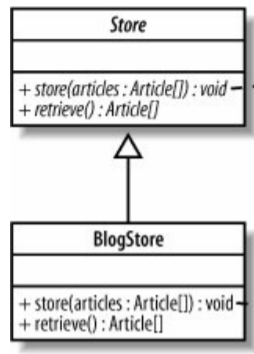 Store
+ store(articles : Article[]) : void
+ retrieve() : Article[]
BlogStore
+ store(articles : Article[]) : void
+ retrieve() : Article[]